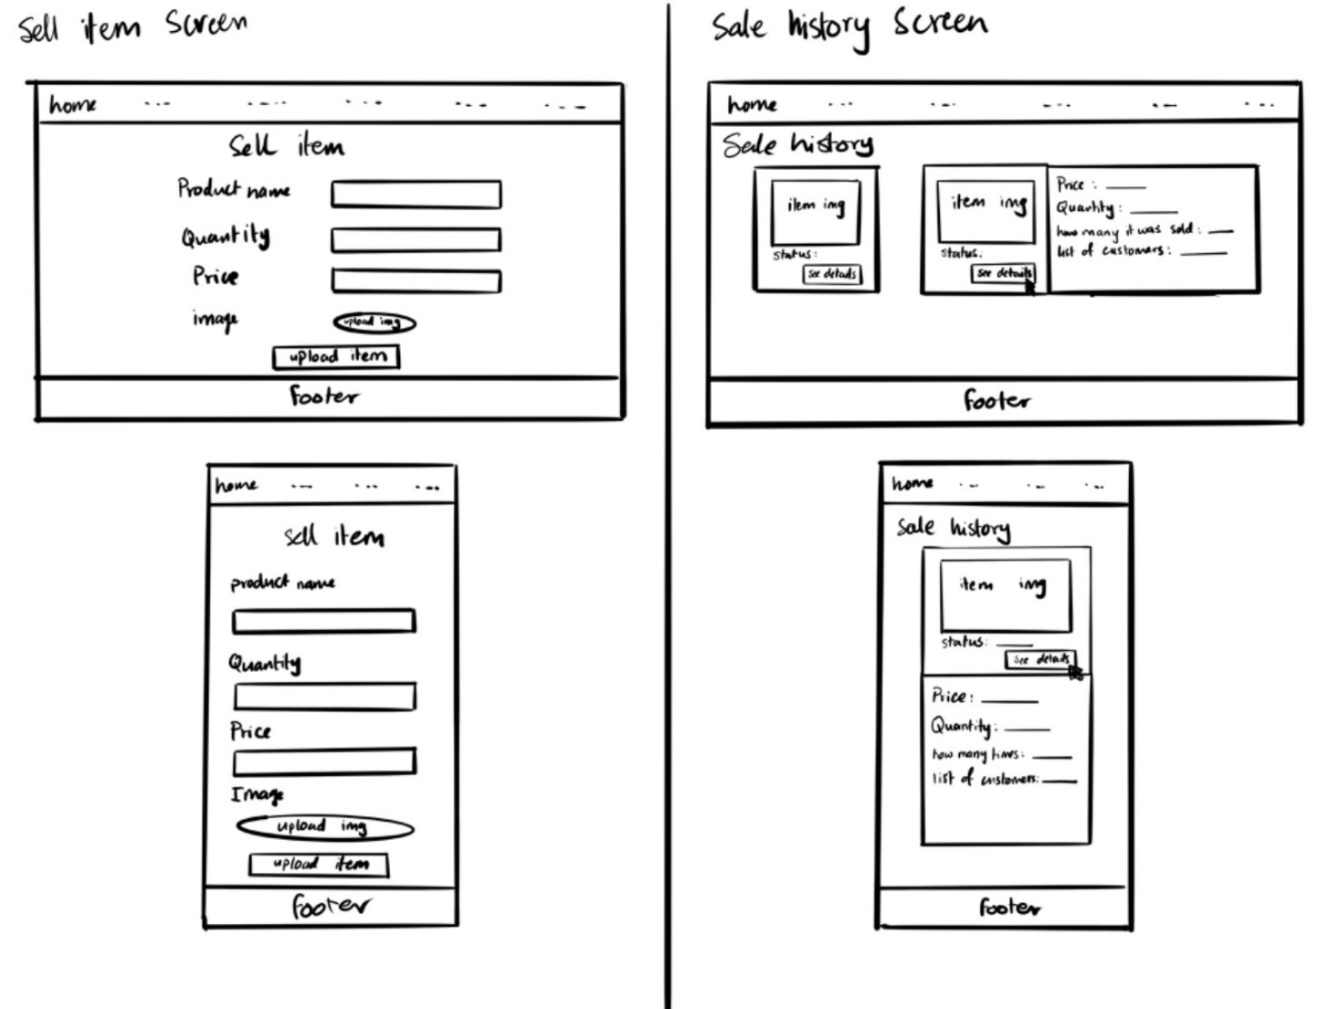 Sell item Screen
home
Sell item
Product name
Quantity
Price
image
upload img
upload item
footer
home
sell item
product name
Quantity
Price
Image
upload img
upload item
footer
Sale history Screen
home
Sale history
item img
status:
see details
item img
status:
see details
Price :
Quantity :
how many it was sold :
list of customers :
footer
home
Sale history
item img
status:
see details
Price :
Quantity :
how many times :
list of customers:
footer